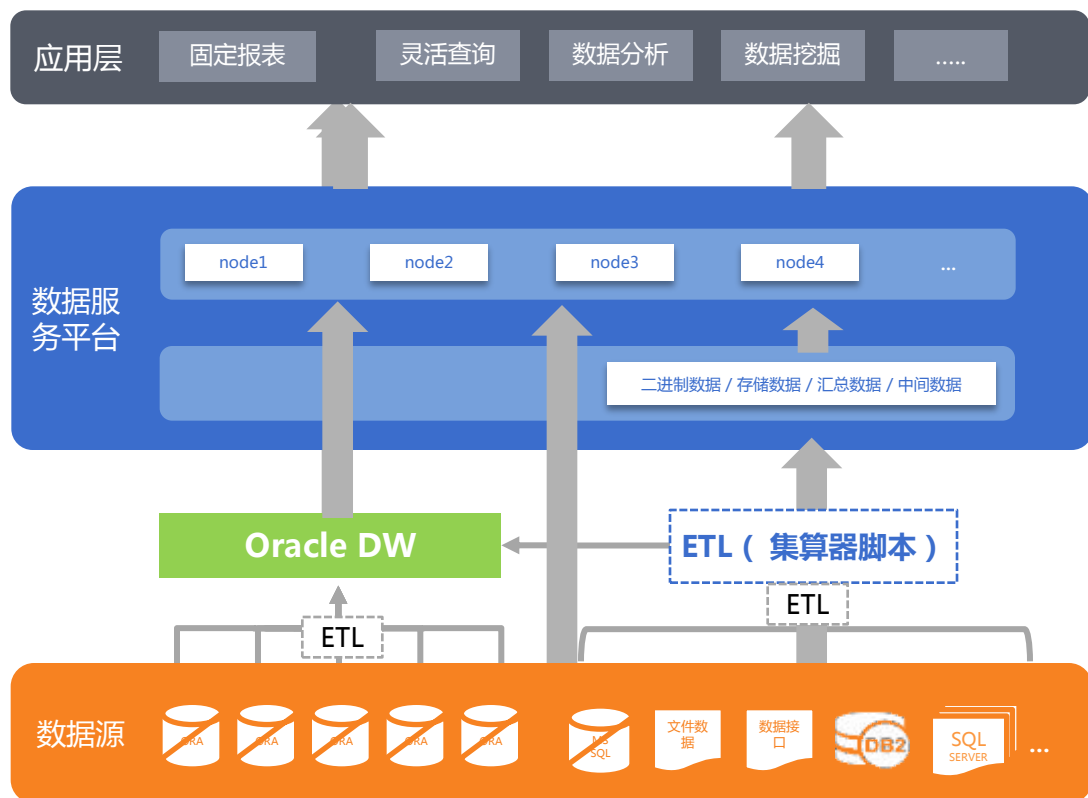 应用层
固定报表
灵活查询
数据分析
数据挖掘
.....
数据服
务平台
node1
node2
node3
node4
...
二进制数据 / 存储数据 / 汇总数据 / 中间数据
Oracle DW
ETL（ 集算器脚本 ）
ETL
ETL
数据源
ORA
ORA
ORA
ORA
ORA
MS
SQL
文件数
据
数据接
口
DB2
SQL
SERVER
...